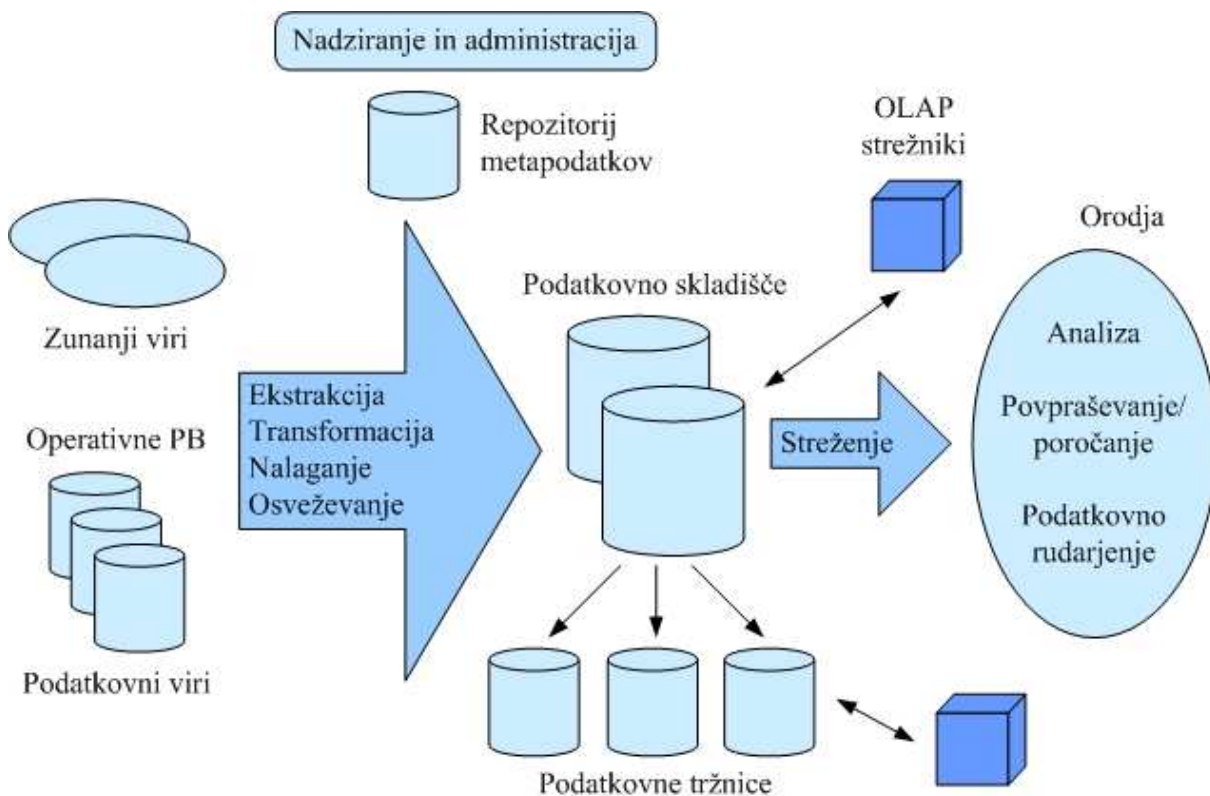 Nadziranje in administracija
Repozitorij
metapodatkov
OLAP
strežniki
Orodja
Zunanji viri
Podatkovno skladišče
Analiza
Povpraševanje/
poročanje
Podatkovno
rudarjenje
Operativne PB
Ekstrakcija
Transformacija
Nalaganje
Osveževanje
Streženje
Podatkovni viri
Podatkovne tržnice